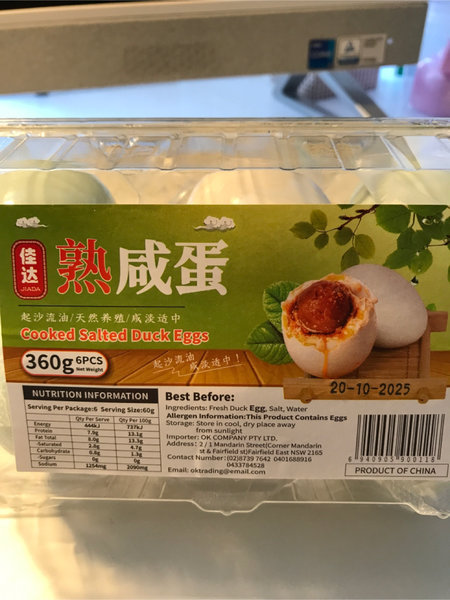 佳达
JIADA
熟咸蛋
起沙流油/天然养殖/咸淡适中
Cooked Salted Duck Eggs
360g 6PCS
Net Weight
起沙流油,咸淡适中!
20-10-2025
NUTRITION INFORMATION
Serving Per Package:6 Serving Size:60g
Qty Per Serve Qty Per 100g
Energy 444kJ 737kJ
Protein 7.9g 13.1g
Fat Total 8.0g 13.3g
Saturated 2.8g 4.7g
Carbohydrate 0.8g 1.3g
Sugars 0g 0g
Sodium 1254mg 2090mg
Best Before:
Ingredients: Fresh Duck Egg, Salt, Water
Allergen Information:This Product Contains Eggs
Storage: Store in cool, dry place away
from sunlight
Importer: OK COMPANY PTY LTD.
Address: 2 / 1 Mandarin Street(Corner Mandarin
st & Fairfield st)Fairfield East NSW 2165
Contact Number:(02)8739 7642 0401688916
0433784528
Email: oktrading@email.com
6 940905 900118
PRODUCT OF CHINA